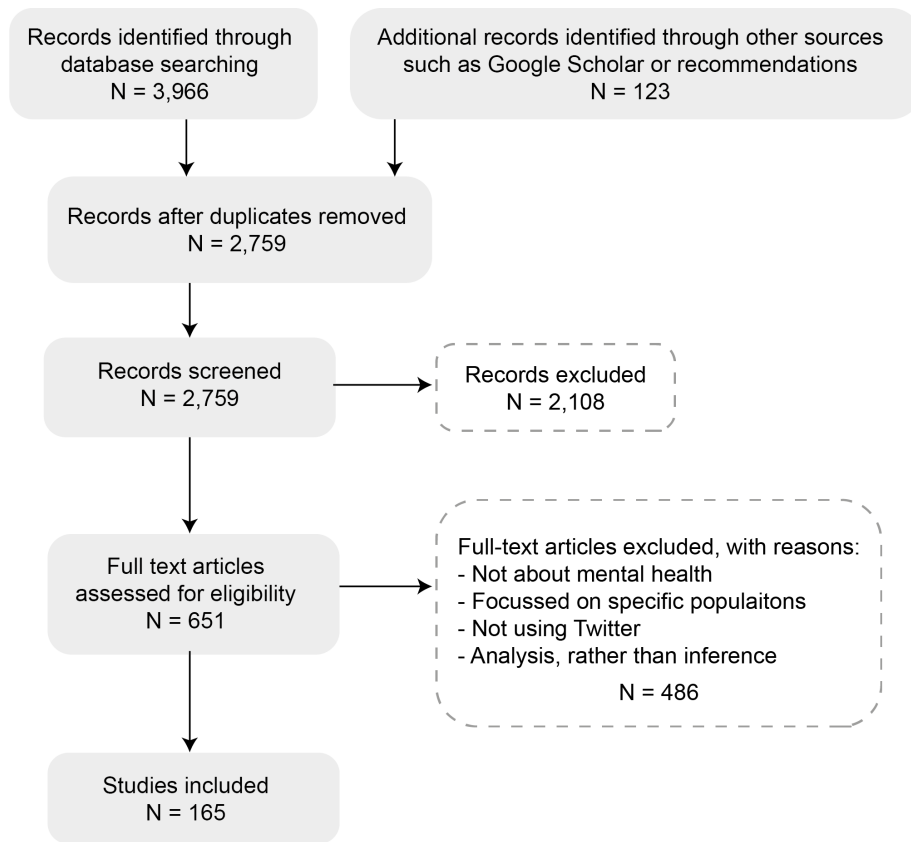 Records identified through
database searching
N = 3,966
Additional records identified through other sources
such as Google Scholar or recommendations
N = 123
Records after duplicates removed
N = 2,759
Records screened
N = 2,759
Records excluded
N = 2,108
Full text articles
assessed for eligibility
N = 651
Full-text articles excluded, with reasons:
- Not about mental health
- Focussed on specific populaitons
- Not using Twitter
- Analysis, rather than inference
N = 486
Studies included
N = 165